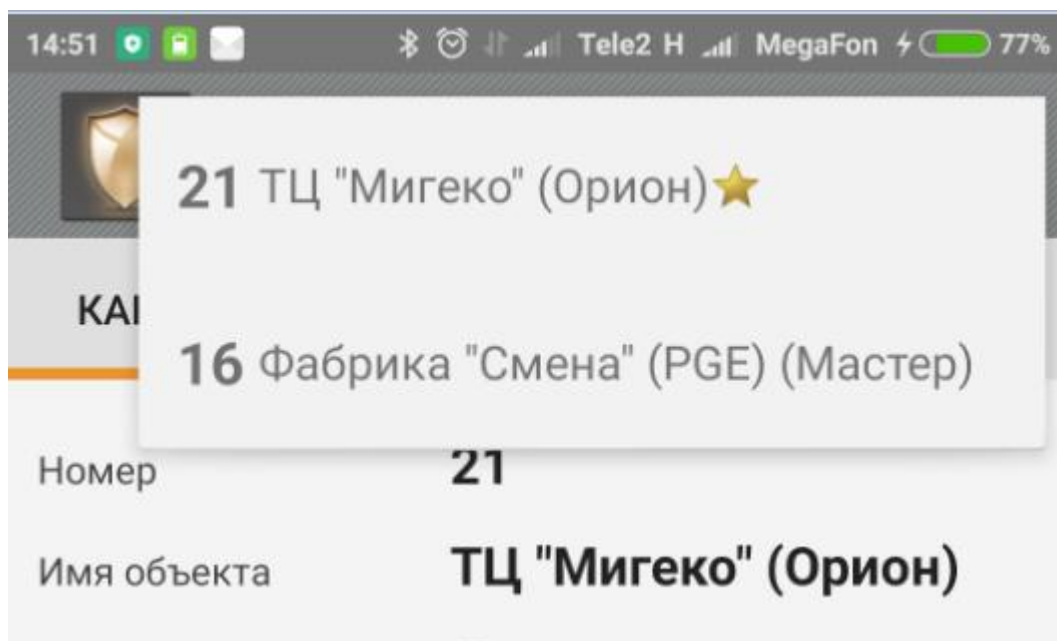 14:51 Tele2 H MegaFon 77%
21 ТЦ "Мигеко" (Орион)
КА
16 Фабрика "Смена" (PGE) (Мастер)
Номер 21
Имя объекта ТЦ "Мигеко" (Орион)